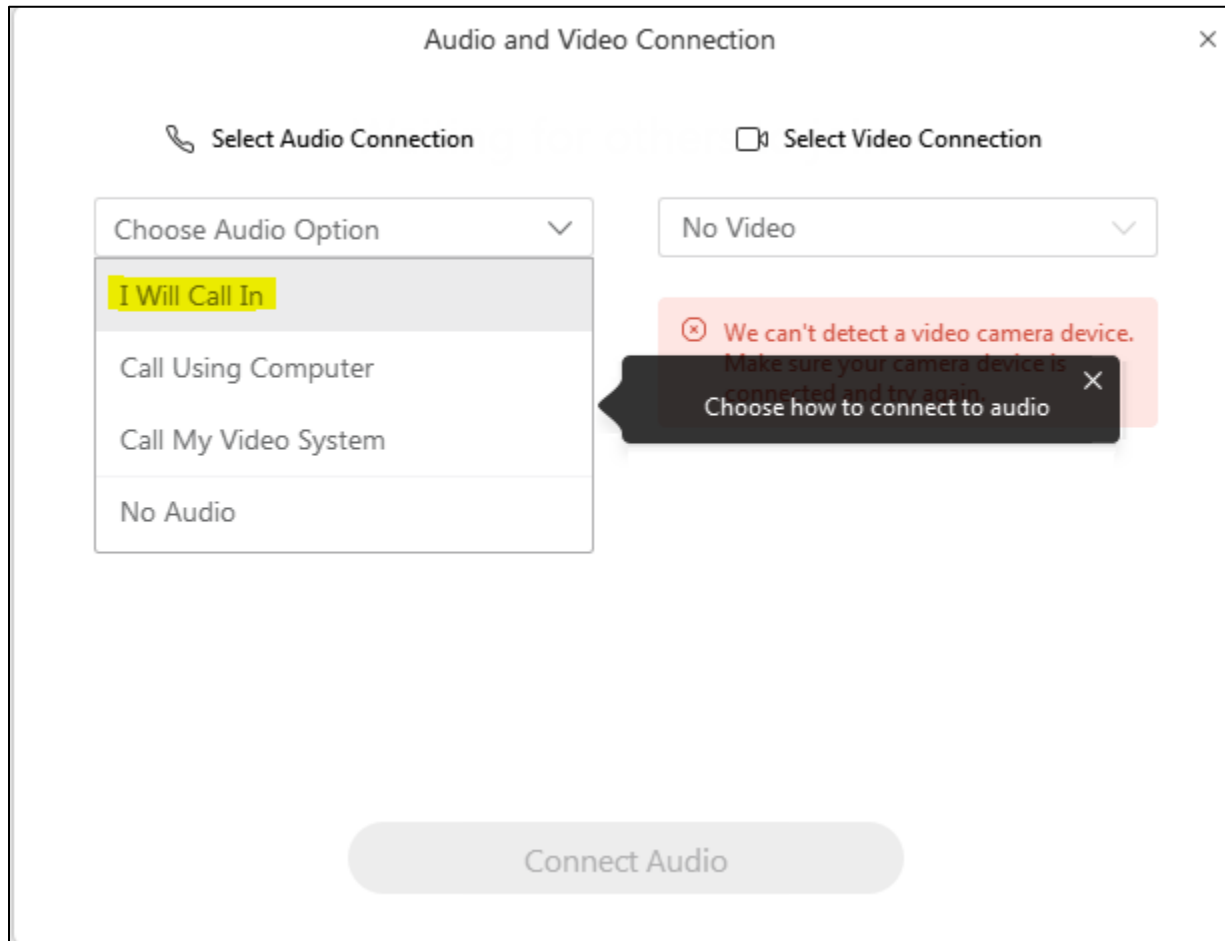 Audio and Video Connection
Select Audio Connection
Select Video Connection
Choose Audio Option
No Video
I Will Call In
Call Using Computer
Call My Video System
No Audio
We can't detect a video camera device.
Make sure your camera device is
connected and try again.
Choose how to connect to audio
Connect Audio